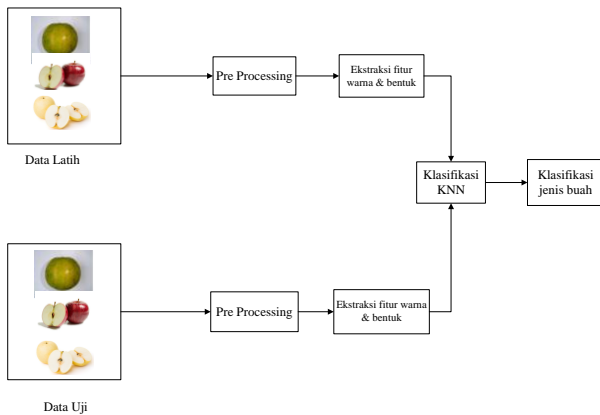 Pre Processing
Ekstraksi fitur
warna & bentuk
Data Latih
Klasifikasi
KNN
Klasifikasi
jenis buah
Pre Processing
Ekstraksi fitur warna
& bentuk
Data Uji